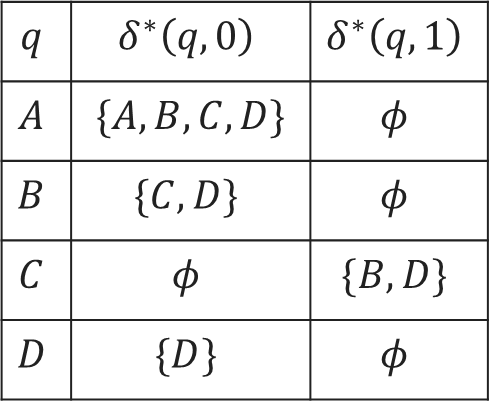 q δ*(q, 0) δ*(q, 1)
A {A, B, C, D} ϕ
B {C, D} ϕ
C ϕ {B, D}
D {D} ϕ